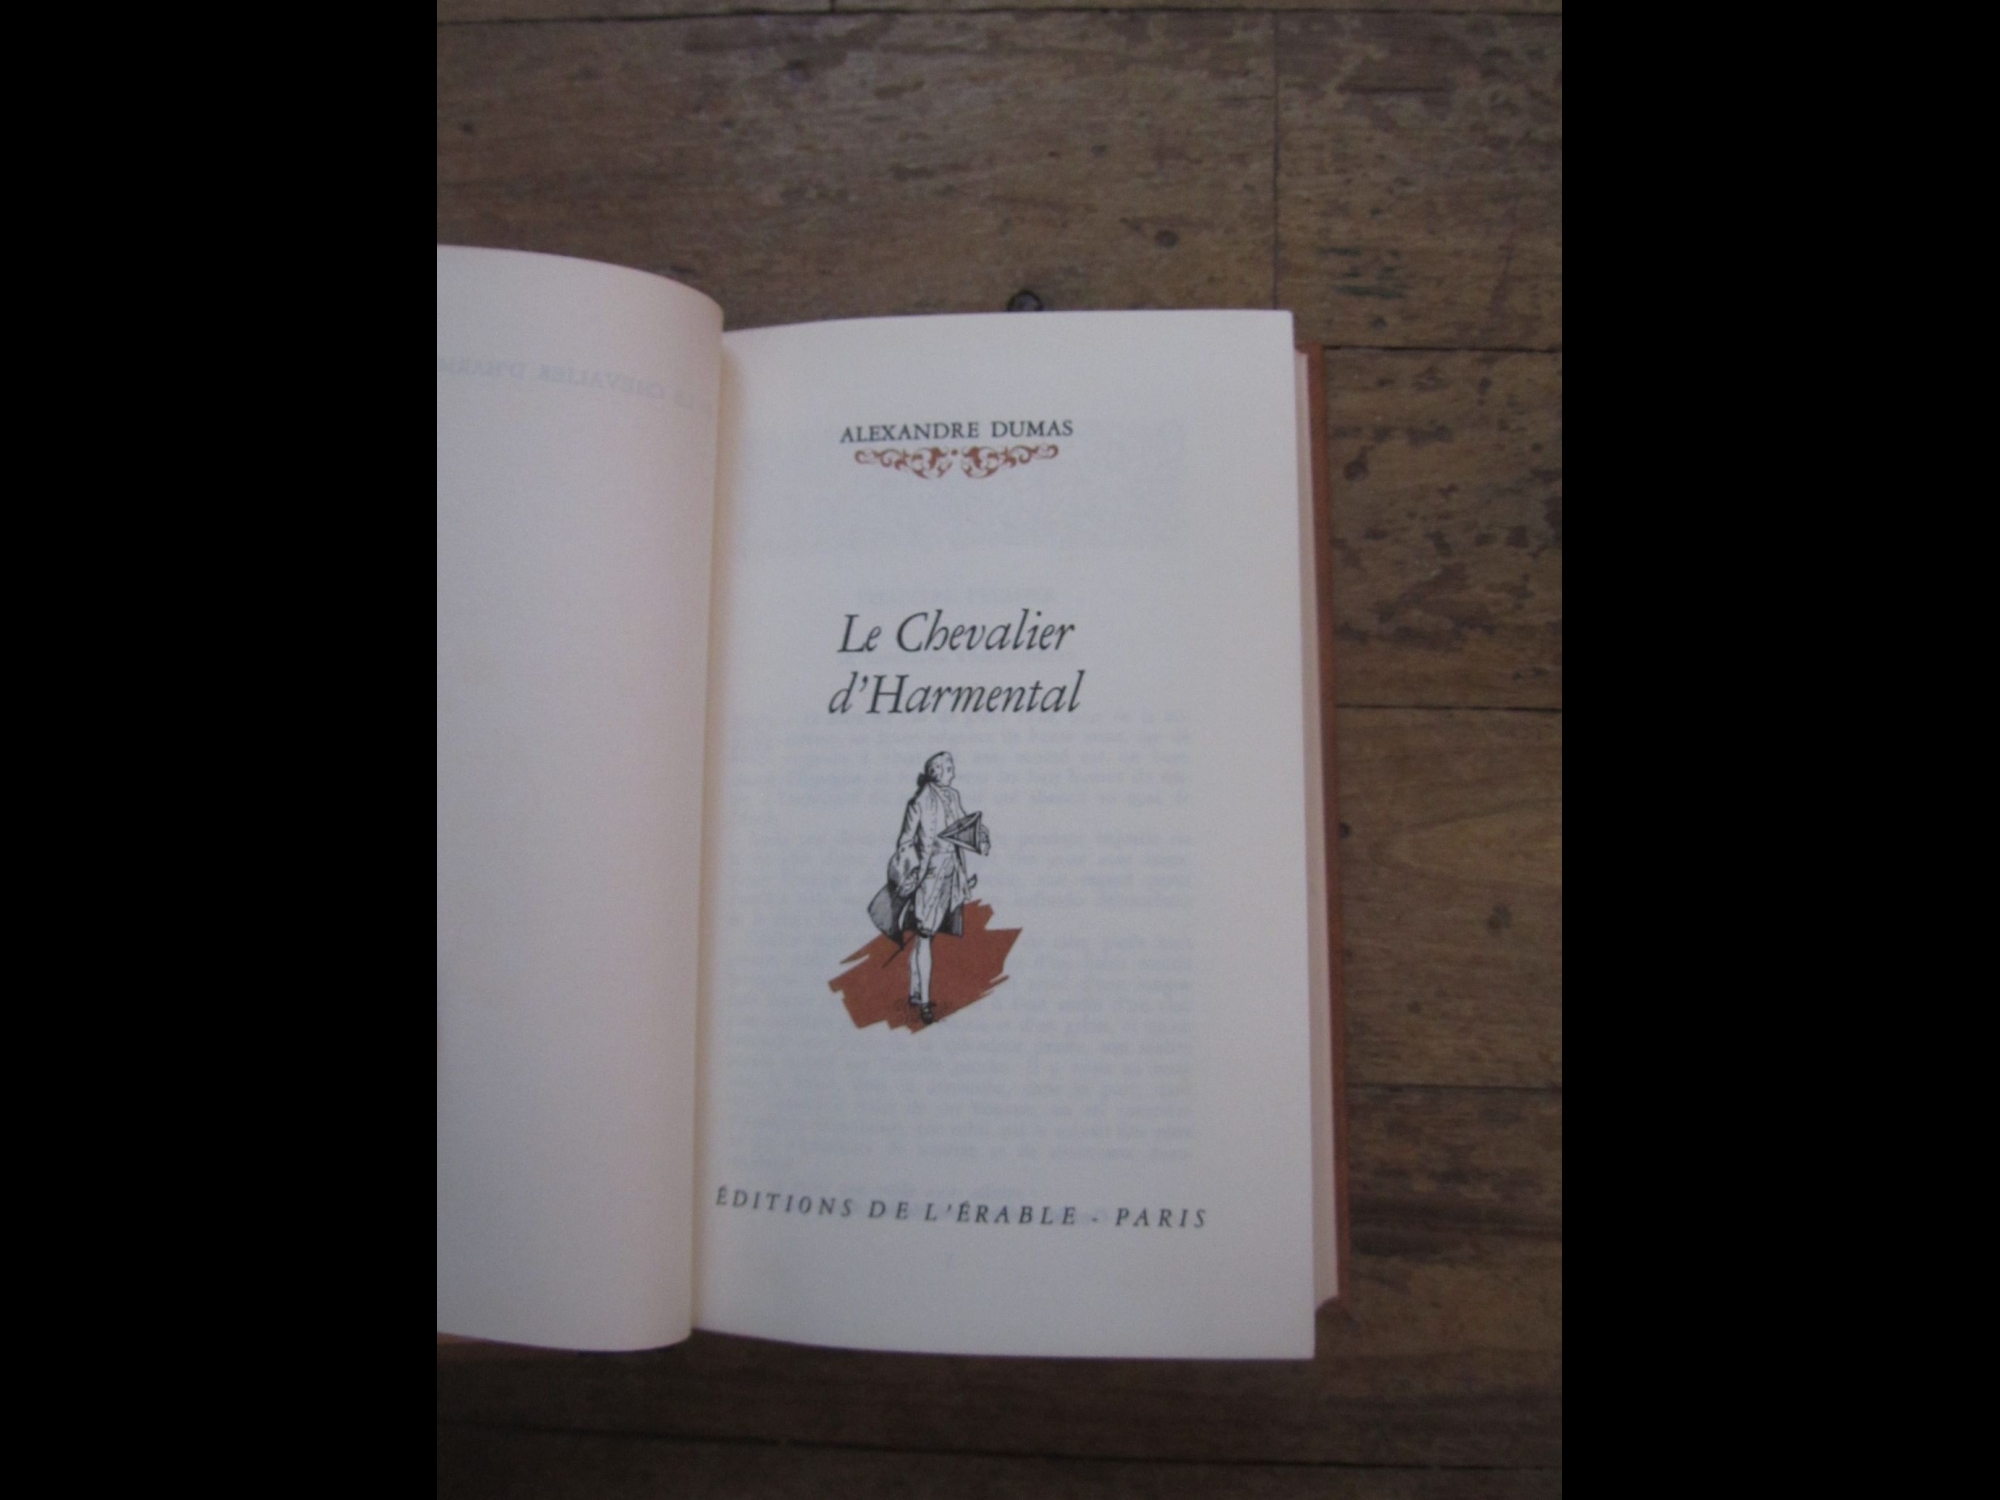 ALEXANDRE DUMAS
Le Chevalier
d'Harmental
ÉDITIONS DE L'ÉRABLE - PARIS